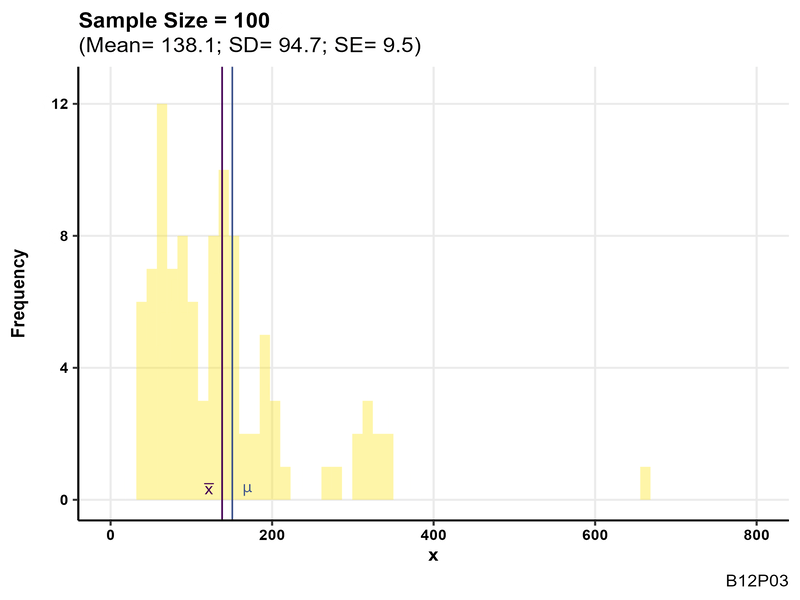 Sample Size = 100
(Mean= 138.1; SD= 94.7; SE= 9.5)
12
8
4
0
Frequency
x̅ μ
0 200 400 600 800
x
B12P03